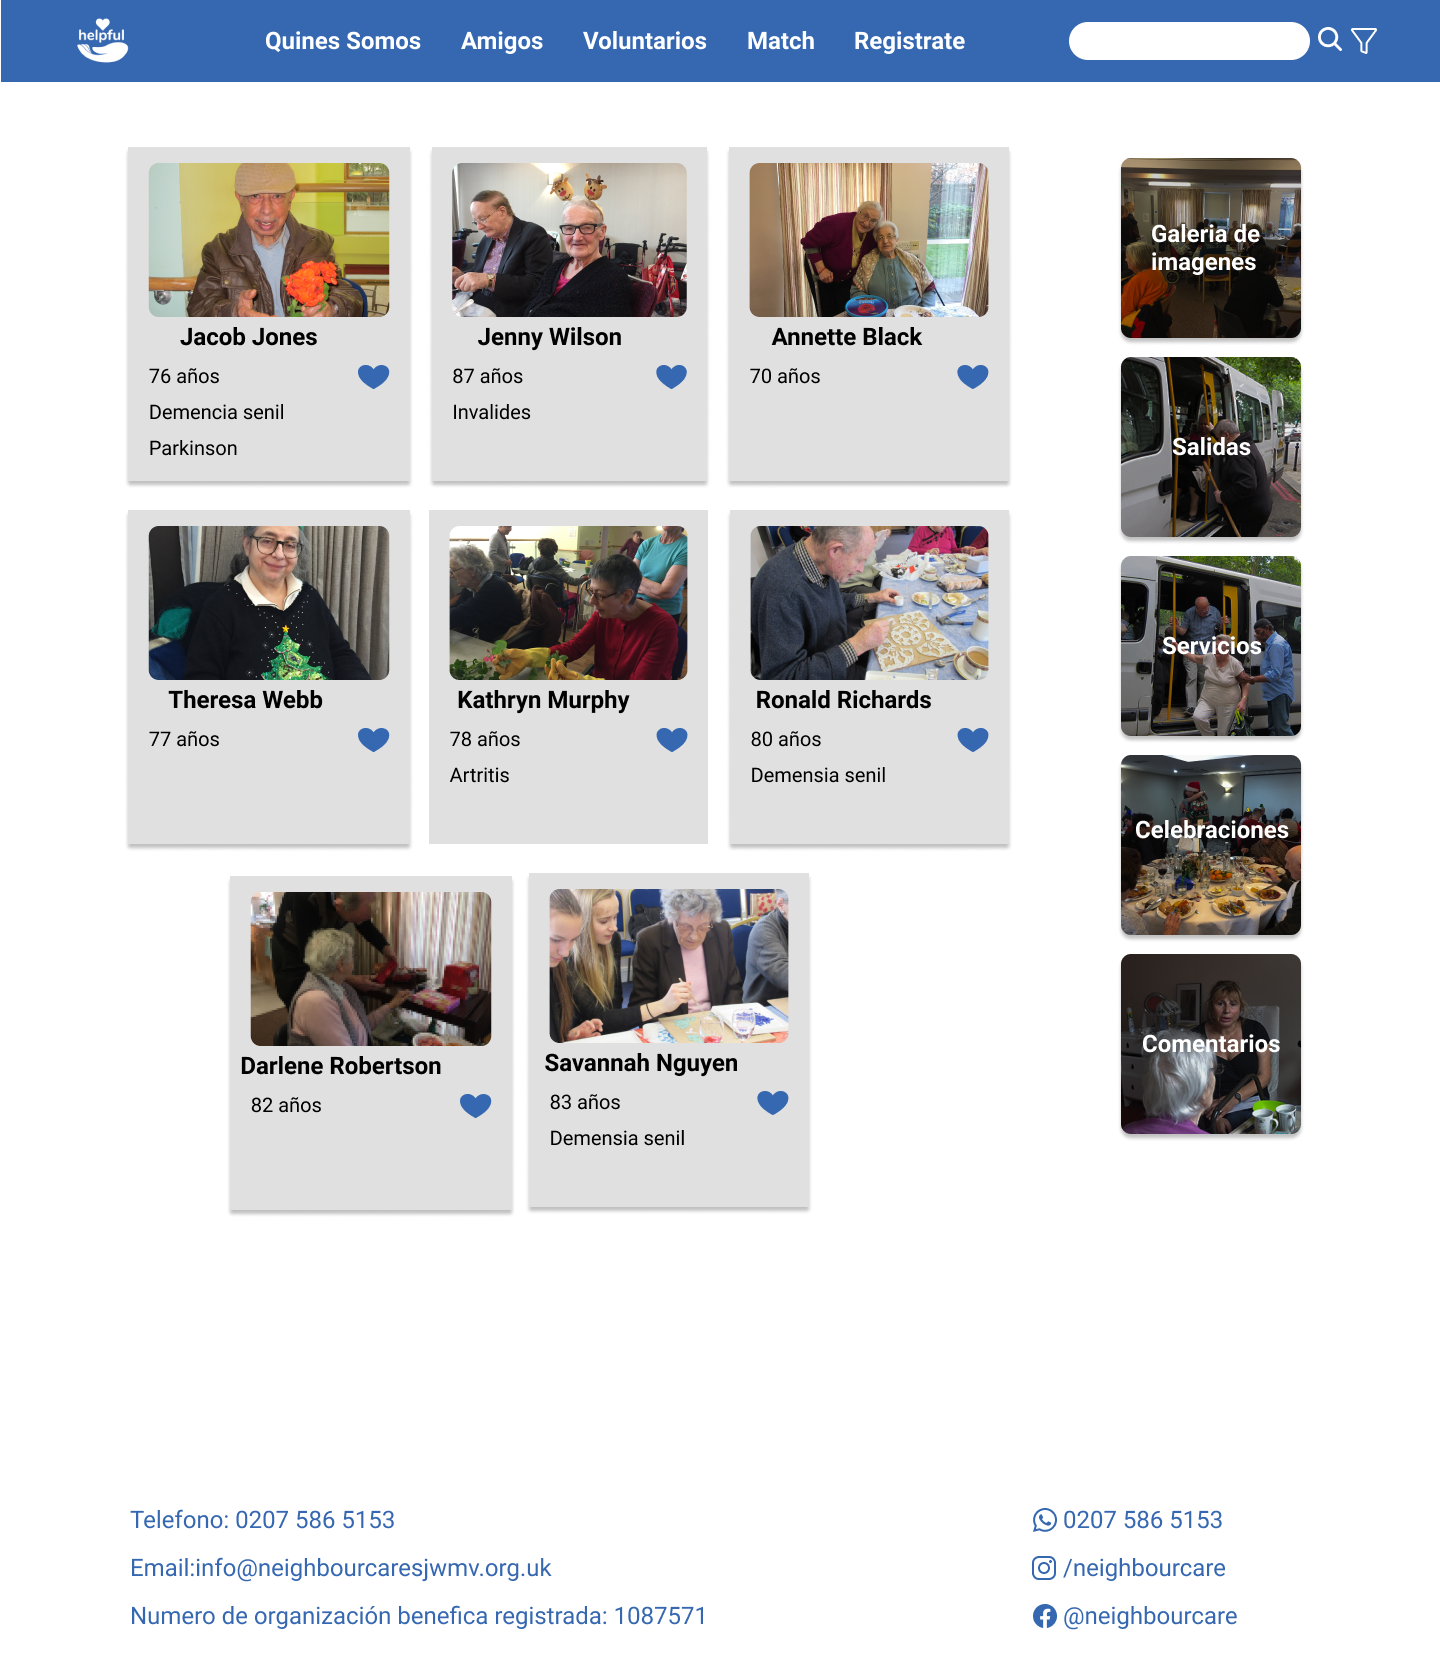 helpful
Quines Somos
Amigos
Voluntarios
Match
Registrate
Jacob Jones
76 años
Demencia senil
Parkinson
Jenny Wilson
87 años
Invalides
Annette Black
70 años
Theresa Webb
77 años
Kathryn Murphy
78 años
Artritis
Ronald Richards
80 años
Demensia senil
Darlene Robertson
82 años
Savannah Nguyen
83 años
Demensia senil
Galeria de
imagenes
Salidas
Servicios
Celebraciones
Comentarios
Telefono: 0207 586 5153
Email:info@neighbourcaresjwmv.org.uk
Numero de organización benefica registrada: 1087571
0207 586 5153
/neighbourcare
@neighbourcare